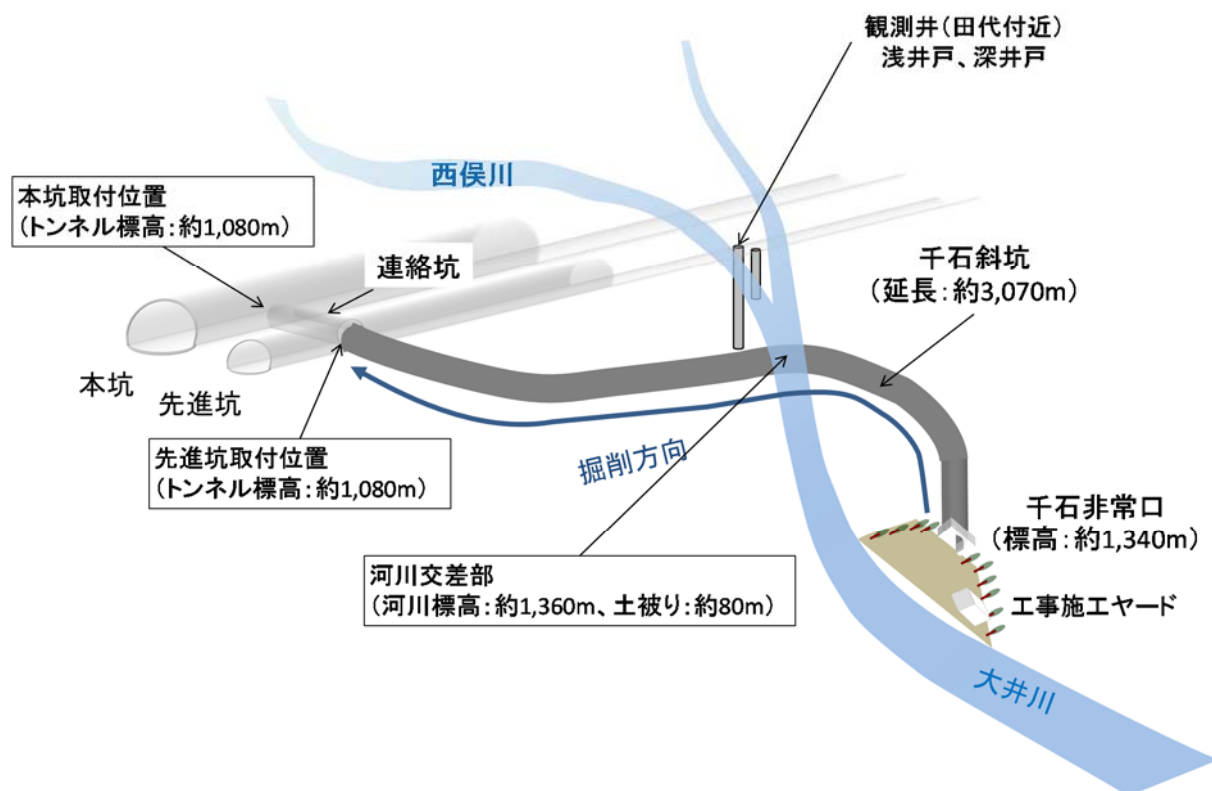 観測井(田代付近)
浅井戸、深井戸
西俣川
本坑取付位置
(トンネル標高:約1,080m)
連絡坑
千石斜坑
(延長:約3,070m)
本坑
先進坑
先進坑取付位置
(トンネル標高:約1,080m)
掘削方向
千石非常口
(標高:約1,340m)
河川交差部
(河川標高:約1,360m、土被り:約80m)
工事施工ヤード
大井川